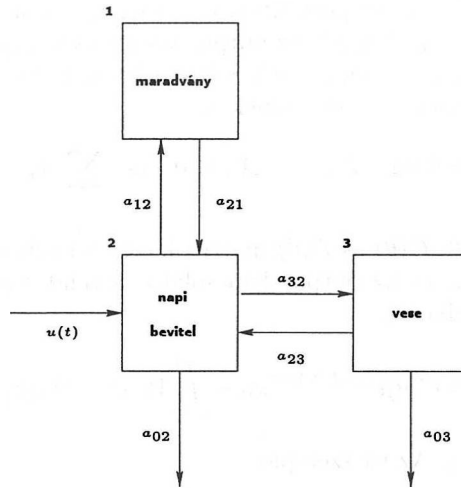 1
maradvány
a12
a21
2
3
napi
bevitel
a32
vese
u(t)
a23
a02
a03